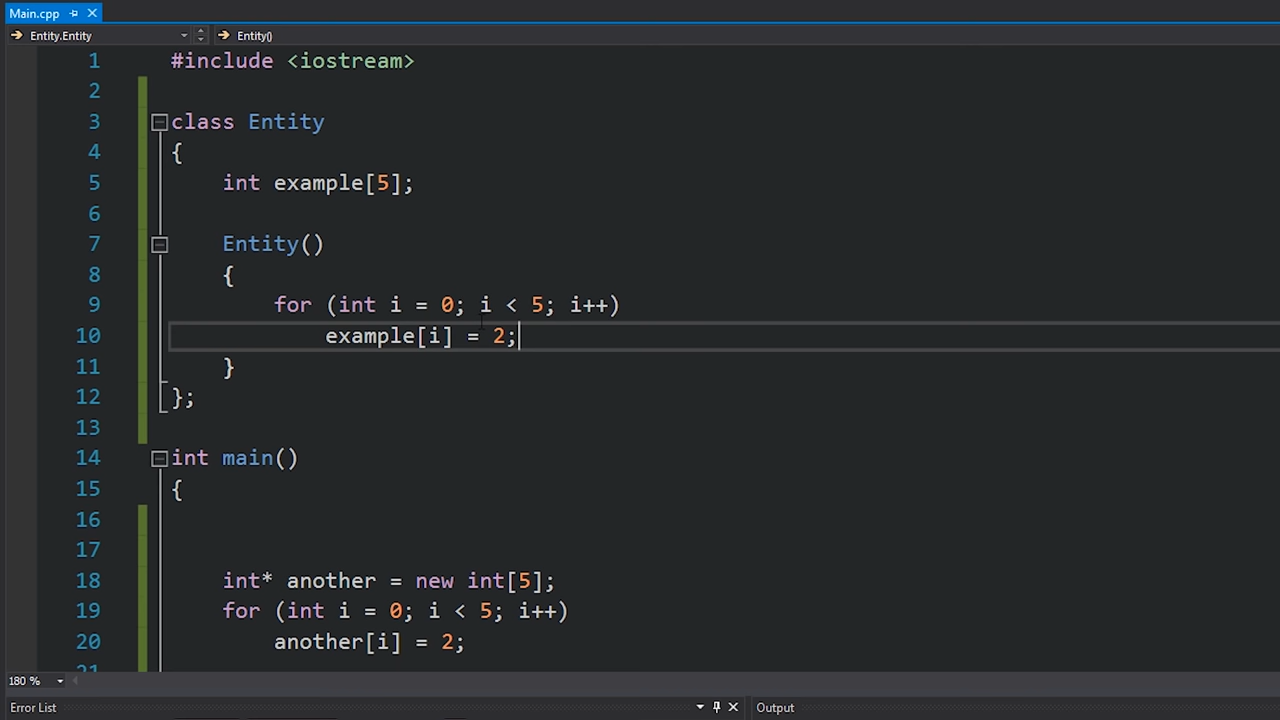 Main.cpp
Entity.Entity Entity()
1 #include <iostream>
2
3 class Entity
4 {
5 int example[5];
6
7 Entity()
8 {
9 for (int i = 0; i < 5; i++)
10 example[i] = 2;
11 }
12 };
13
14 int main()
15 {
16
17
18 int* another = new int[5];
19 for (int i = 0; i < 5; i++)
20 another[i] = 2;
21
180 %
Error List Output